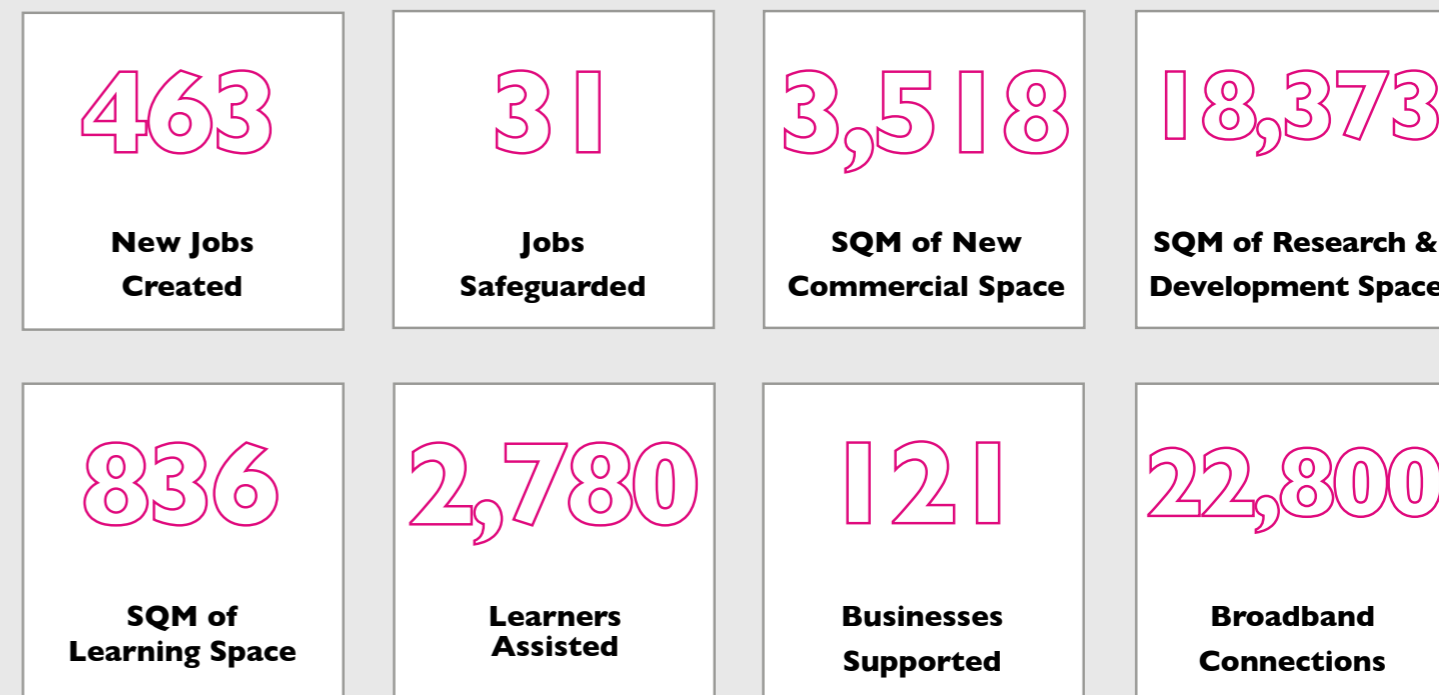 463
New Jobs
Created
31
Jobs
Safeguarded
3,518
SQM of New
Commercial Space
18,373
SQM of Research &
Development Space
836
SQM of
Learning Space
2,780
Learners
Assisted
121
Businesses
Supported
22,800
Broadband
Connections